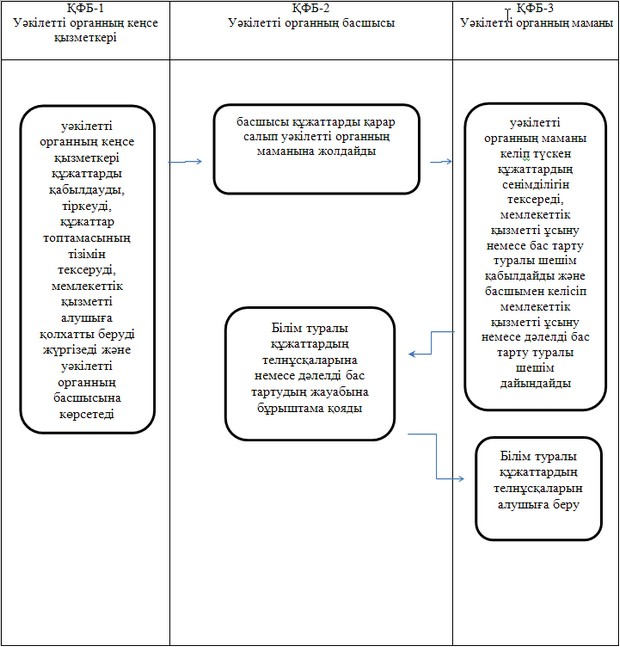 ҚФБ-1
Уәкілетті органның кеңсе
қызметкері
ҚФБ-2
Уәкілетті органның басшысы
ҚФБ-3
Уәкілетті органның маманы
уәкілетті
органның кеңсе
қызметкері
құжаттарды
қабылдауды,
тіркеуді,
құжаттар
топтамасының
тізімін
тексеруді,
мемлекеттік
қызметті
алушыға
қолхатты беруді
жүргізеді және
уәкілетті
органның
басшысына
көрсетеді
басшысы құжаттарды қарар
салып уәкілетті органның
маманына жолдайды
уәкілетті
органның маманы
келіп түскен
құжаттардың
сенімділігін
тексереді,
мемлекеттік
қызметті ұсыну
немесе бас тарту
туралы шешім
қабылдайды және
басшымен келісіп
мемлекеттік
қызметті ұсыну
немесе дәлелді бас
тарту туралы
шешім
дайындайды
Білім туралы
құжаттардың
телнұсқаларына
немесе дәлелді бас
тартудың жауабына
бұрыштама қояды
Білім туралы
құжаттардың
телнұсқаларын
алушыға беру